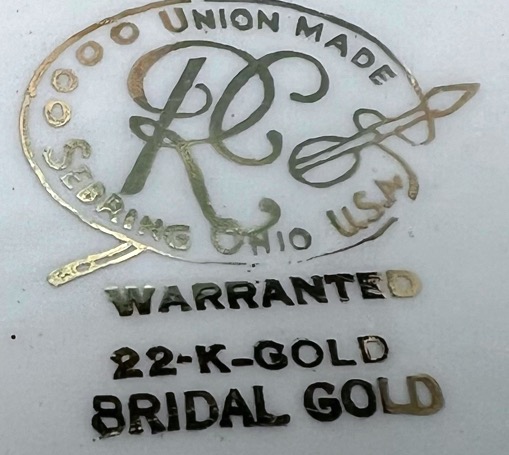 UNION MADE
RC
SEBRING OHIO U.S.A.
WARRANTED
22-K-GOLD
BRIDAL GOLD